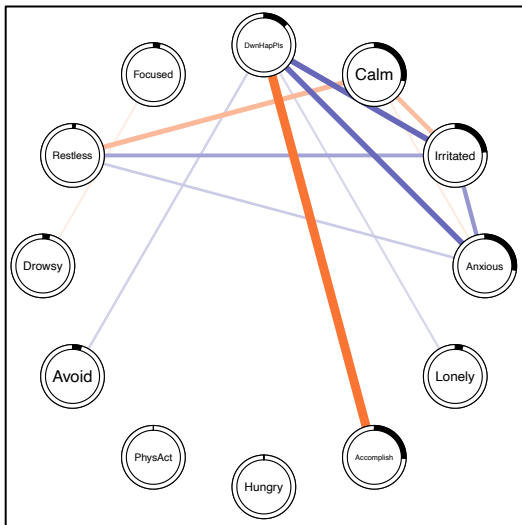 DwnHapPls
Focused
Calm
Restless
Irritated
Drowsy
Anxious
Avoid
Lonely
PhysAct
Accomplish
Hungry